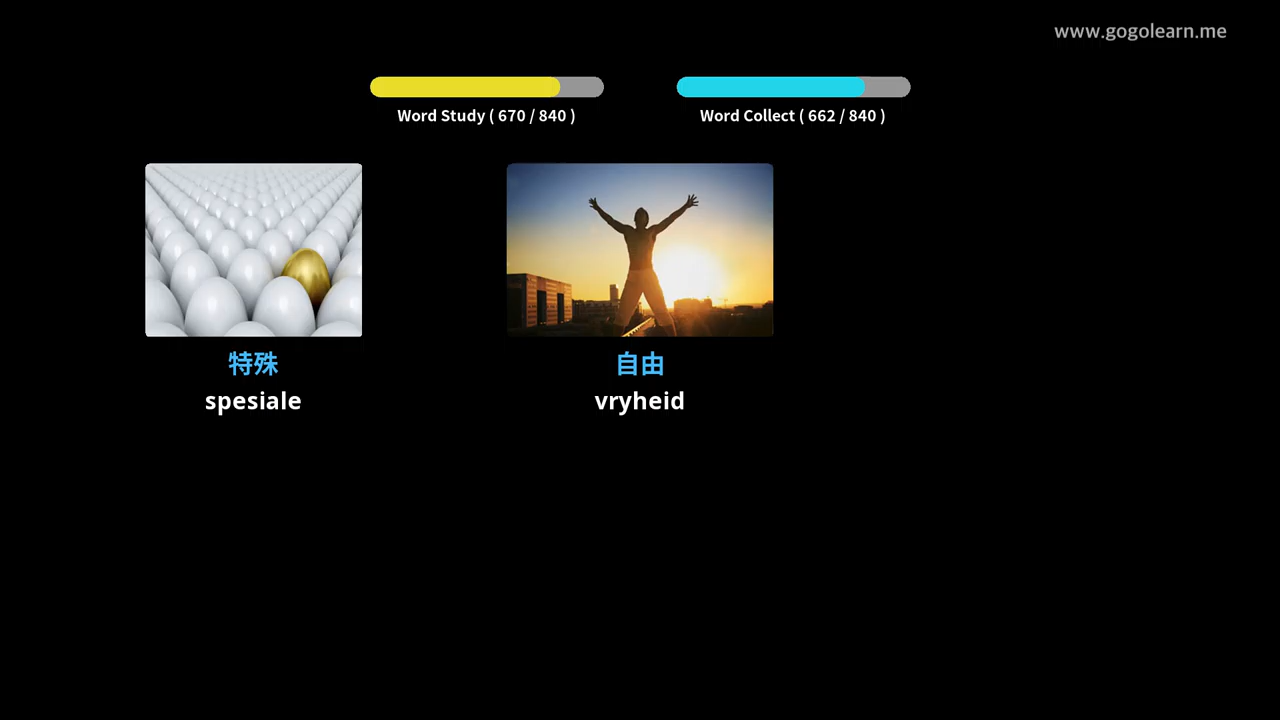 www.gogolearn.me
Word Study ( 670 / 840 )
Word Collect ( 662 / 840 )
特殊
spesiale
自由
vryheid